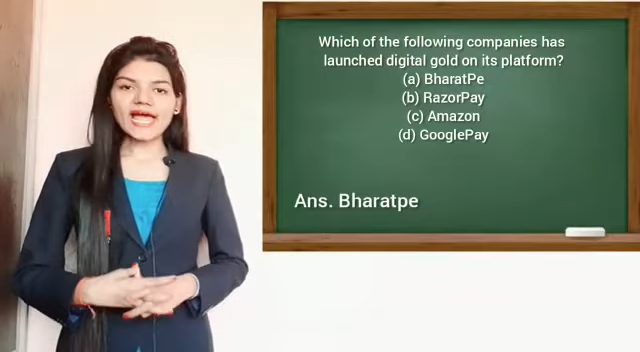 Which of the following companies has
launched digital gold on its platform?
(a) BharatPe
(b) RazorPay
(c) Amazon
(d) GooglePay
Ans. Bharatpe